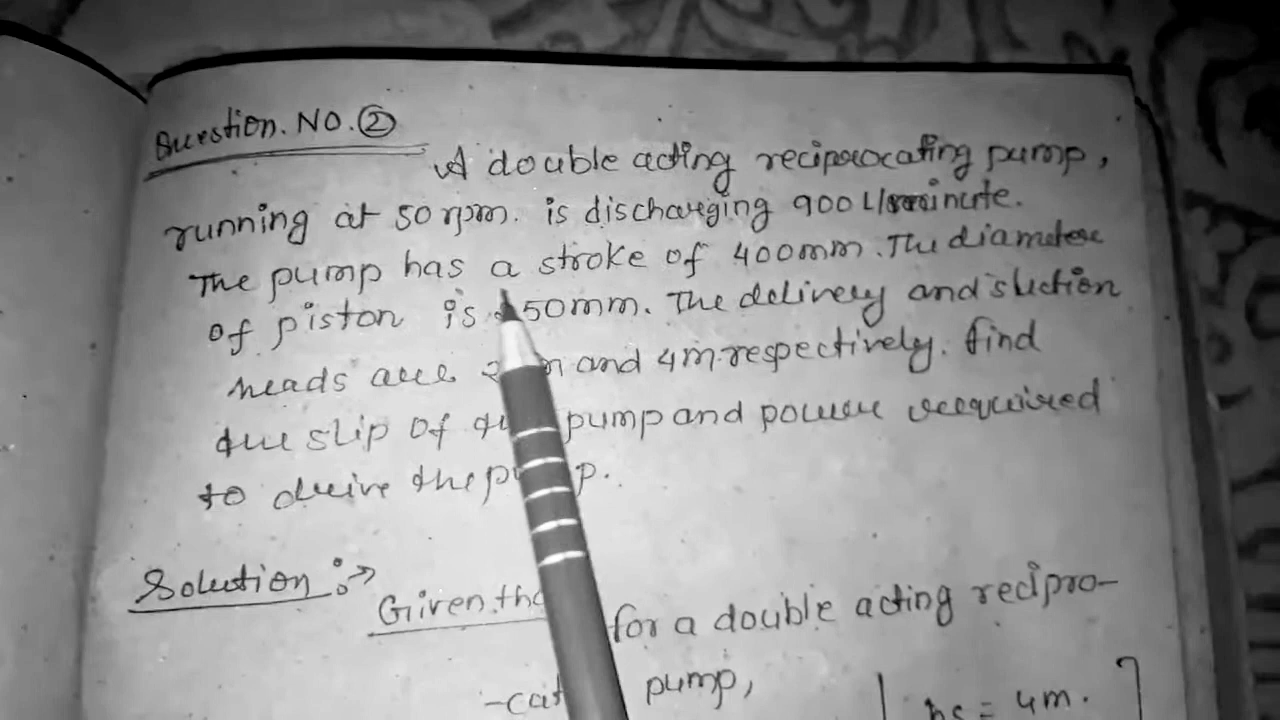 Question. NO. ②
A double acting reciprocating pump,
running at 50 rpm. is discharging 900 L/minute.
The pump has a stroke of 400mm. The diameter
of piston is 50mm. The delivery and suction
heads are and 4m respectively. find
the slip of pump and power required
to drive the p p.
Solution :→
Given. tha for a double acting recipro-
-cat pump,
hs = 4m.